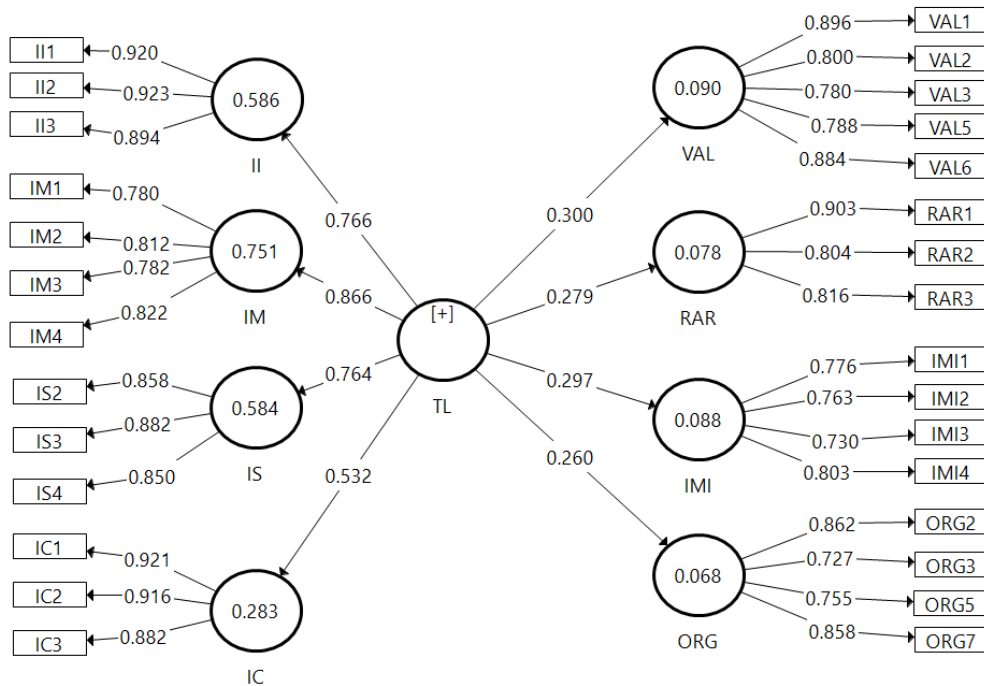 II1
0.920
II2
0.923
II3
0.894
0.586
II
IM1
0.780
IM2
0.812
IM3
0.782
IM4
0.822
0.751
IM
IS2
0.858
IS3
0.882
IS4
0.850
0.584
IS
IC1
0.921
IC2
0.916
IC3
0.882
0.283
IC
0.766
0.866
0.764
0.532
[+]
TL
0.300
0.279
0.297
0.260
0.090
VAL
0.896
VAL1
0.800
VAL2
0.780
VAL3
0.788
VAL5
0.884
VAL6
0.078
RAR
0.903
RAR1
0.804
RAR2
0.816
RAR3
0.088
IMI
0.776
IMI1
0.763
IMI2
0.730
IMI3
0.803
IMI4
0.068
ORG
0.862
ORG2
0.727
ORG3
0.755
ORG5
0.858
ORG7